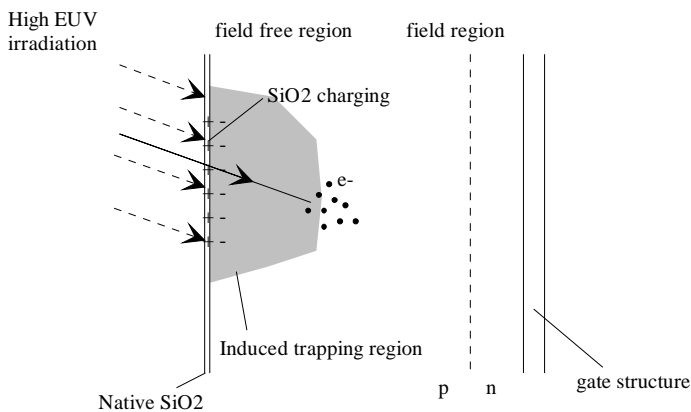 High EUV
irradiation
field free region
field region
SiO2 charging
+ -
+ -
+ -
+ -
+ -
+ -
e-
Induced trapping region
Native SiO2
p
n
gate structure